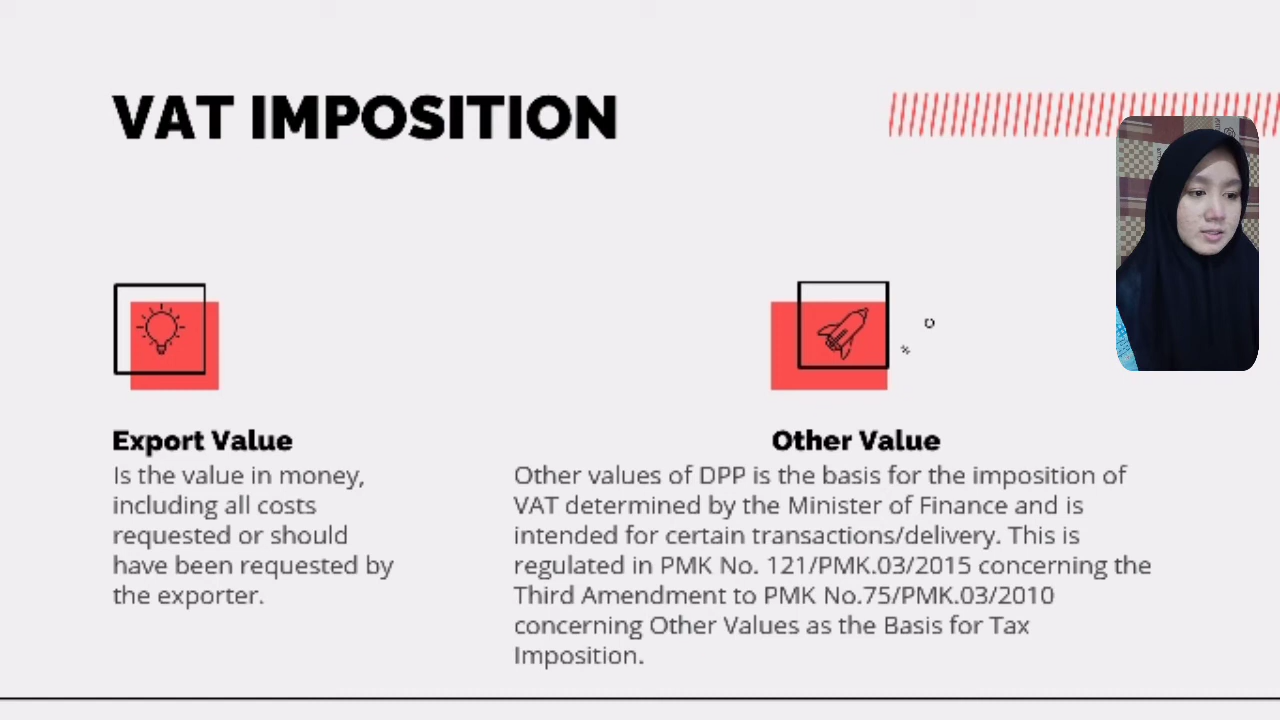 VAT IMPOSITION
Export Value
Is the value in money,
including all costs
requested or should
have been requested by
the exporter.
Other Value
Other values of DPP is the basis for the imposition of
VAT determined by the Minister of Finance and is
intended for certain transactions/delivery. This is
regulated in PMK No. 121/PMK.03/2015 concerning the
Third Amendment to PMK No.75/PMK.03/2010
concerning Other Values as the Basis for Tax
Imposition.